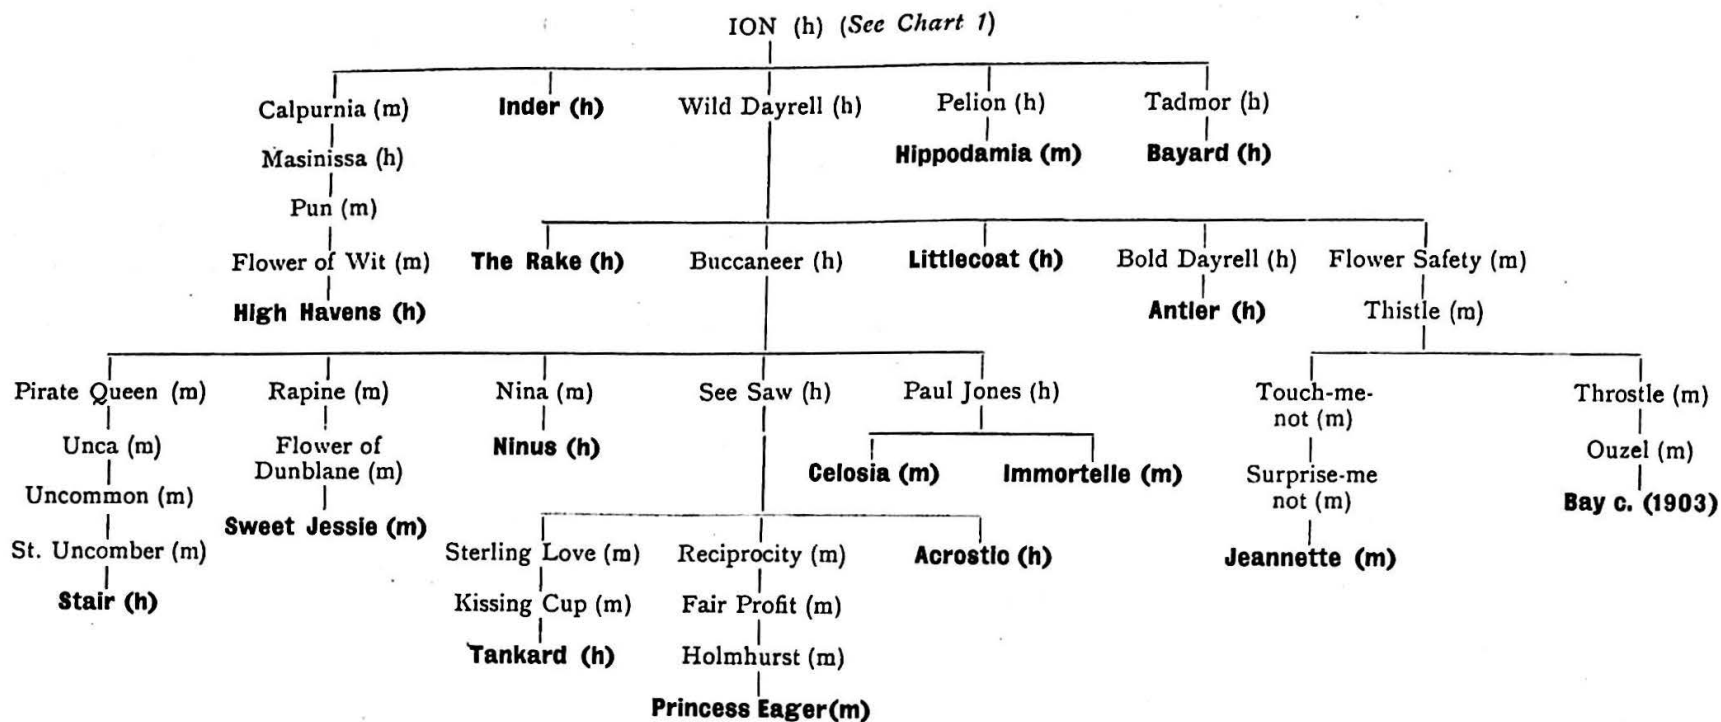 ION (h) (See Chart 1)
Calpurnia (m)
Inder (h)
Wild Dayrell (h)
Pelion (h)
Tadmor (h)
Masinissa (h)
Hippodamia (m)
Bayard (h)
Pun (m)
Flower of Wit (m)
The Rake (h)
Buccaneer (h)
Littlecoat (h)
Bold Dayrell (h)
Flower Safety (m)
High Havens (h)
Antler (h)
Thistle (m)
Pirate Queen (m)
Rapine (m)
Nina (m)
See Saw (h)
Paul Jones (h)
Touch-me-
not (m)
Throstle (m)
Unca (m)
Flower of
Dunblane (m)
Ninus (h)
Celosia (m)
Immortelle (m)
Surprise-me
not (m)
Ouzel (m)
Uncommon (m)
Sweet Jessie (m)
Bay c. (1903)
St. Uncomber (m)
Sterling Love (m)
Reciprocity (m)
Acrostic (h)
Jeannette (m)
Stair (h)
Kissing Cup (m)
Fair Profit (m)
Tankard (h)
Holmhurst (m)
Princess Eager(m)